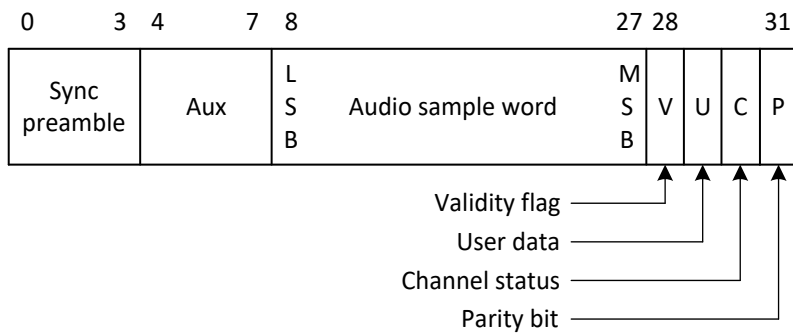 0 3 4 7 8 27 28 31
Sync
preamble
Aux
L
S
B
Audio sample word
M
S
B
V
U
C
P
Validity flag
User data
Channel status
Parity bit